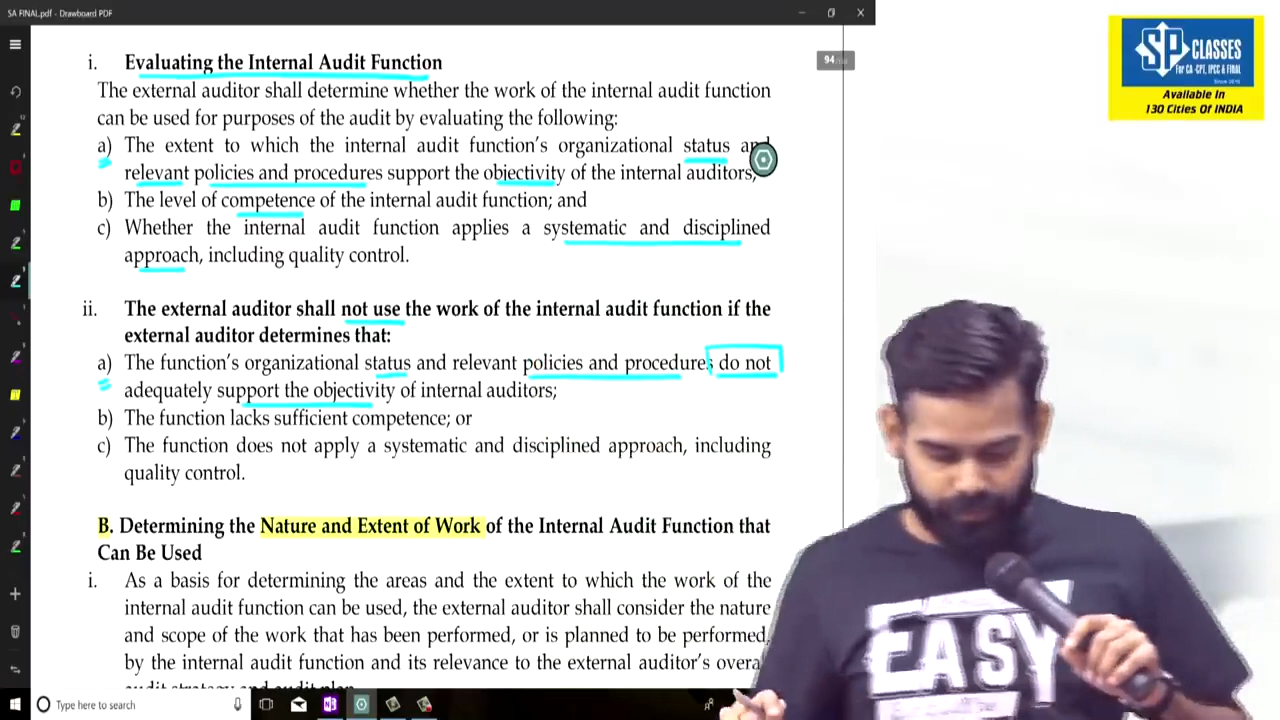 SA FINAL.pdf - Drawboard PDF
94
i. Evaluating the Internal Audit Function
The external auditor shall determine whether the work of the internal audit function
can be used for purposes of the audit by evaluating the following:
a) The extent to which the internal audit function's organizational status and
relevant policies and procedures support the objectivity of the internal auditors;
b) The level of competence of the internal audit function; and
c) Whether the internal audit function applies a systematic and disciplined
approach, including quality control.
ii. The external auditor shall not use the work of the internal audit function if the
external auditor determines that:
a) The function's organizational status and relevant policies and procedures do not
adequately support the objectivity of internal auditors;
b) The function lacks sufficient competence; or
c) The function does not apply a systematic and disciplined approach, including
quality control.
B. Determining the Nature and Extent of Work of the Internal Audit Function that
Can Be Used
i. As a basis for determining the areas and the extent to which the work of the
internal audit function can be used, the external auditor shall consider the nature
and scope of the work that has been performed, or is planned to be performed,
by the internal audit function and its relevance to the external auditor's overa
audit strategy and audit plan.
Type here to search
SP CLASSES
For CA -CPT, IPCC & FINAL
Available In
130 Cities Of INDIA
EASY